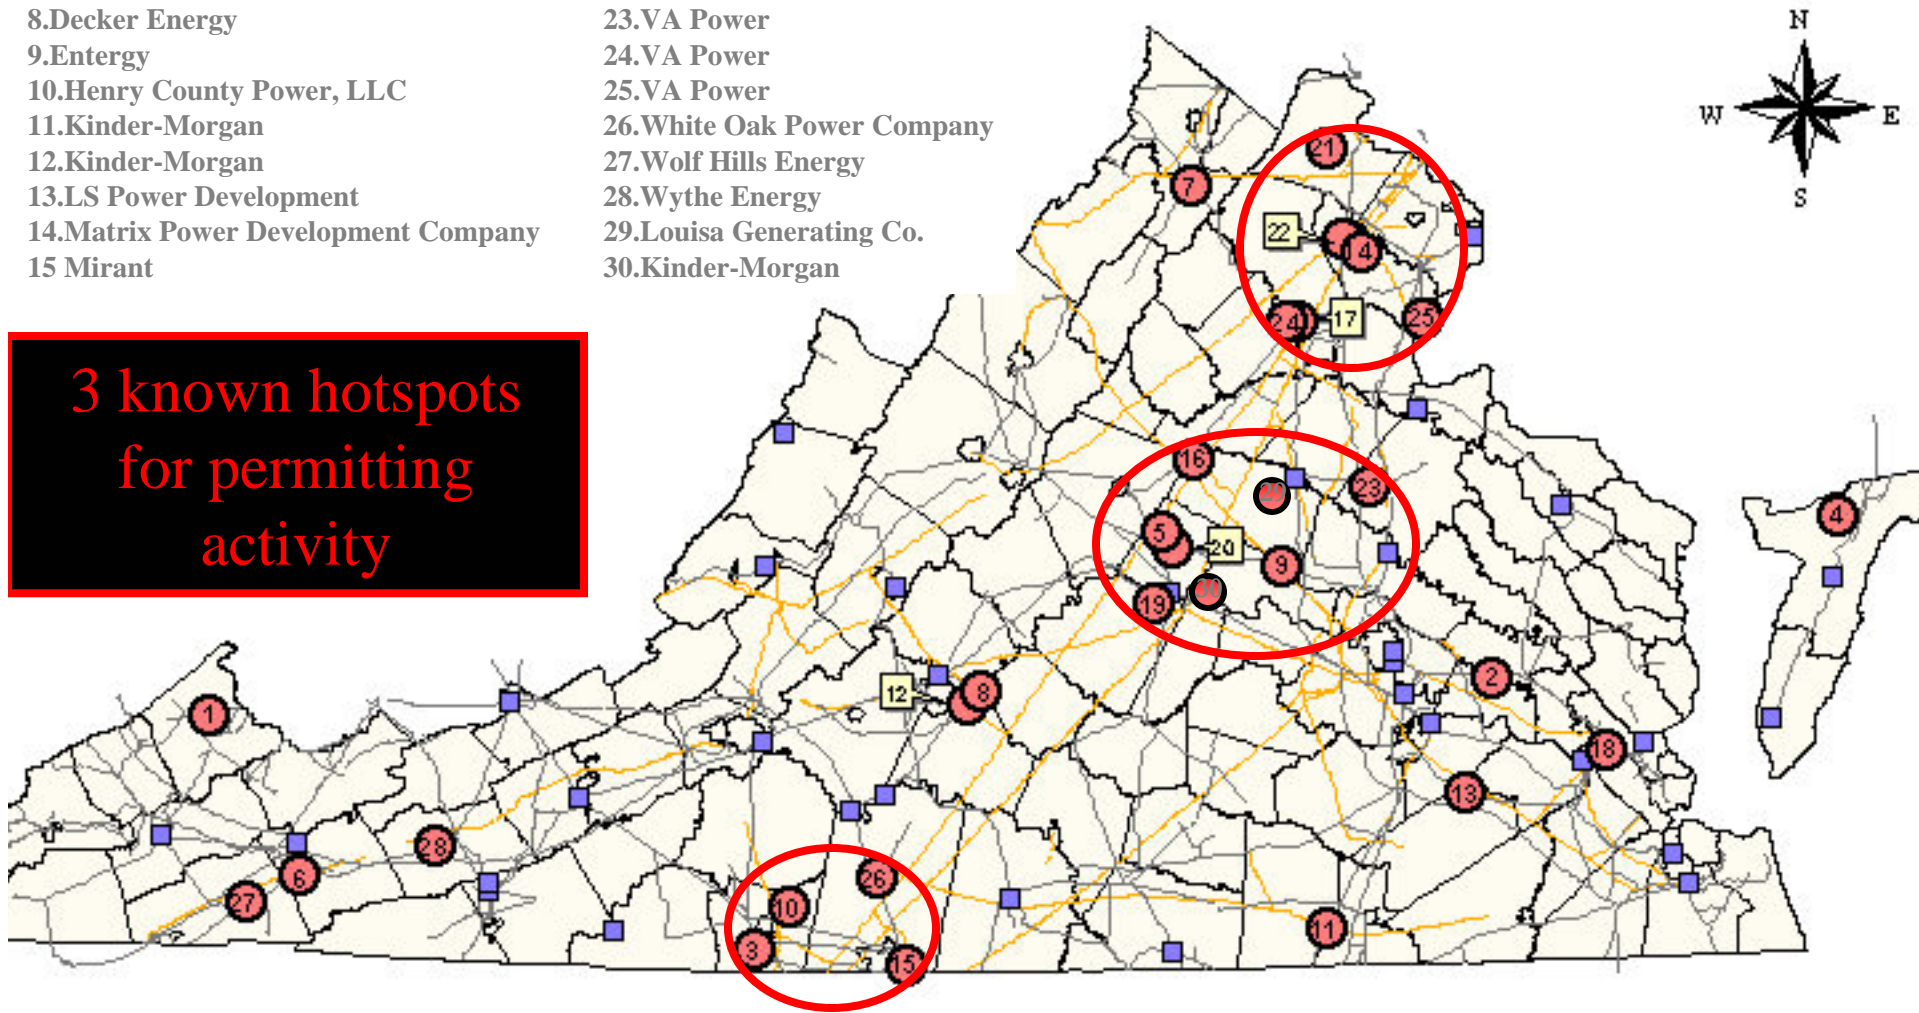 8.Decker Energy
9.Entergy
10.Henry County Power, LLC
11.Kinder-Morgan
12.Kinder-Morgan
13.LS Power Development
14.Matrix Power Development Company
15 Mirant
23.VA Power
24.VA Power
25.VA Power
26.White Oak Power Company
27.Wolf Hills Energy
28.Wythe Energy
29.Louisa Generating Co.
30.Kinder-Morgan
N
W
E
S
3 known hotspots
for permitting
activity
21
7
22
14
24
17
25
16
29
23
4
5
20
9
19
30
12
8
2
1
18
13
28
6
27
26
10
11
3
15